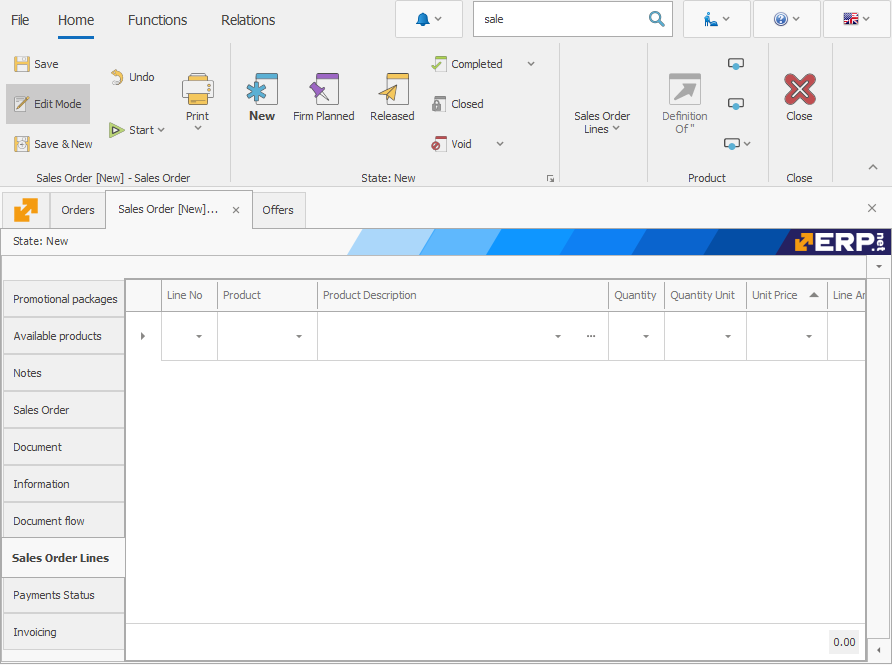 File Home Functions Relations sale
Save
Edit Mode
Save & New
Undo
Start
Print
Sales Order [New] - Sales Order
New
Firm Planned
Released
Completed
Closed
Void
State: New
Sales Order
Lines
Definition
Of "
Product
Close
Close
Orders Sales Order [New]... Offers
State: New
ERP.net
Promotional packages
Available products
Notes
Sales Order
Document
Information
Document flow
Sales Order Lines
Payments Status
Invoicing
Line No Product Product Description Quantity Quantity Unit Unit Price Line Ar
0.00